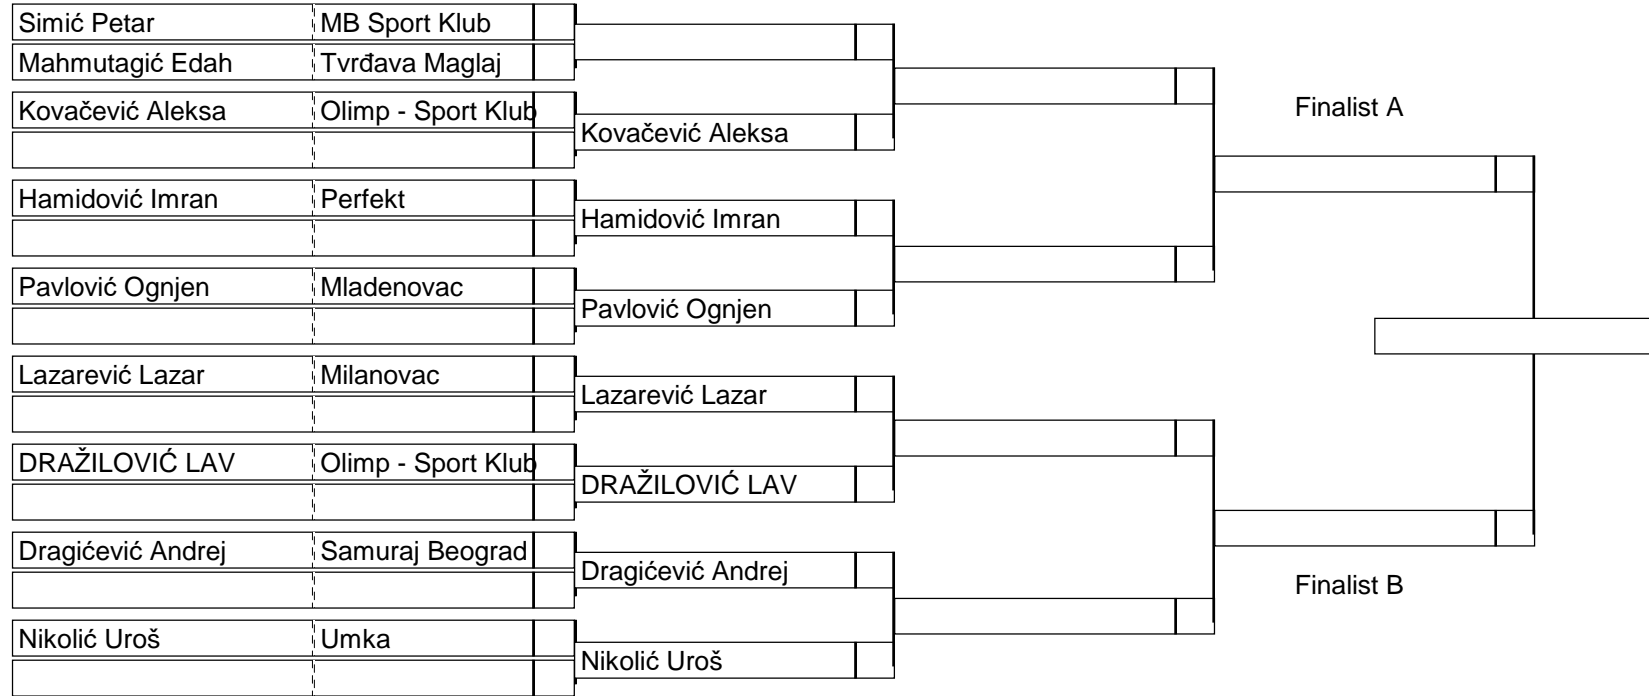 Simić Petar MB Sport Klub
Mahmutagić Edah Tvrđava Maglaj
Kovačević Aleksa Olimp - Sport Klub
Kovačević Aleksa
Hamidović Imran Perfekt
Hamidović Imran
Pavlović Ognjen Mladenovac
Pavlović Ognjen
Lazarević Lazar Milanovac
Lazarević Lazar
DRAŽILOVIĆ LAV Olimp - Sport Klub
DRAŽILOVIĆ LAV
Dragićević Andrej Samuraj Beograd
Dragićević Andrej
Nikolić Uroš Umka
Nikolić Uroš
Finalist A
Finalist B